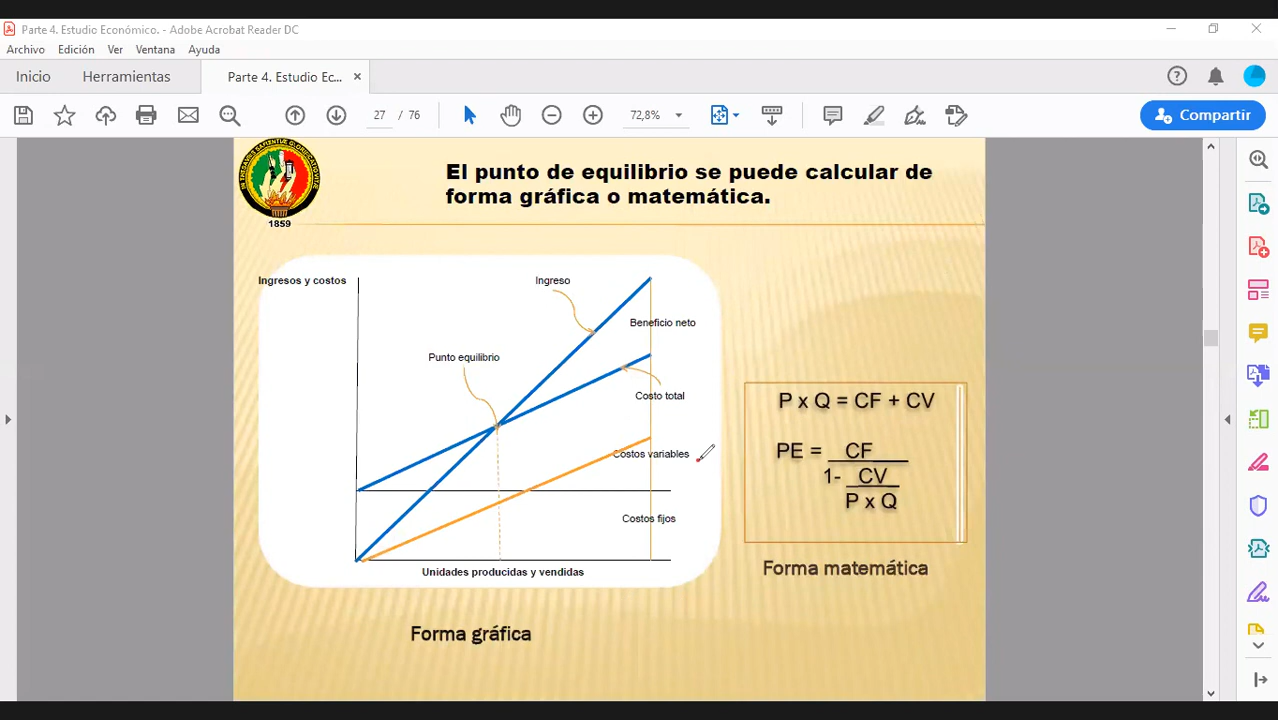 Parte 4. Estudio Económico. - Adobe Acrobat Reader DC
Archivo Edición Ver Ventana Ayuda
Inicio Herramientas Parte 4. Estudio Ec... ×
27 / 76 72,8% Compartir
El punto de equilibrio se puede calcular de
forma gráfica o matemática.
1859
Ingresos y costos
Ingreso
Beneficio neto
Punto equilibrio
Costo total
Costos variables
Costos fijos
Unidades producidas y vendidas
Forma gráfica
P x Q = CF + CV
PE = CF
1- CV
P x Q
Forma matemática